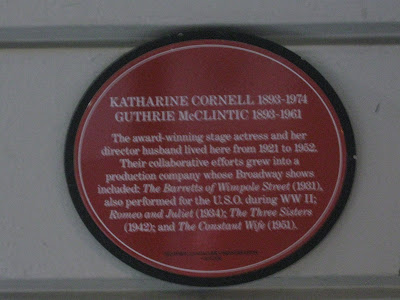 KATHARINE CORNELL 1893-1974
GUTHRIE McCLINTIC 1893-1961
The award-winning stage actress and her
director husband lived here from 1921 to 1952.
Their collaborative efforts grew into a
production company whose Broadway shows
included: The Barretts of Wimpole Street (1931),
also performed for the U.S.O. during WW II;
Romeo and Juliet (1934); The Three Sisters
(1942); and The Constant Wife (1951).